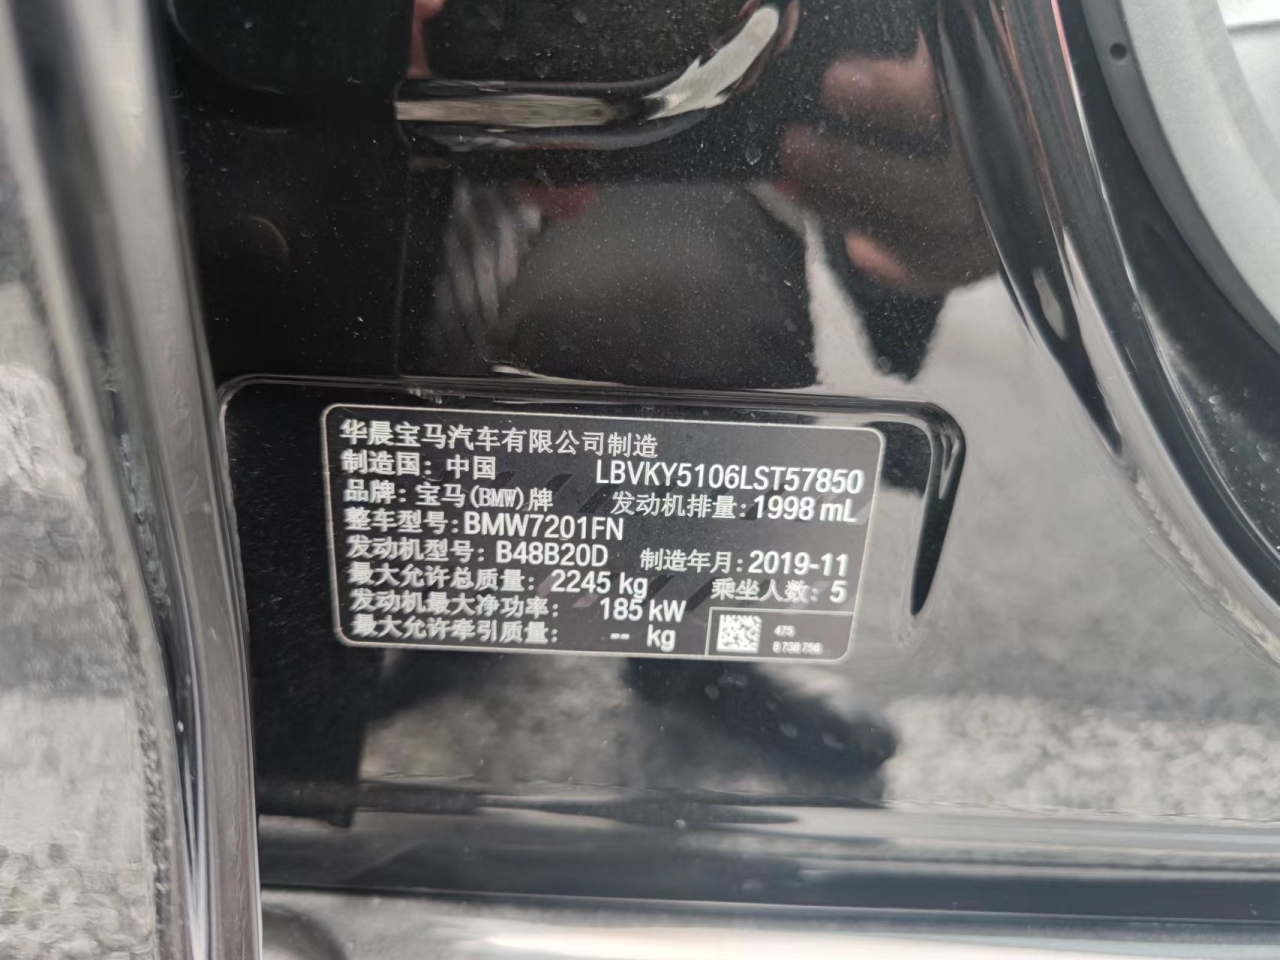 华晨宝马汽车有限公司制造
制造国：中国 LBVKY5106LST57850
品牌：宝马(BMW)牌 发动机排量：1998 mL
整车型号：BMW7201FN
发动机型号：B48B20D 制造年月：2019-11
最大允许总质量：2245 kg 乘坐人数：5
发动机最大净功率：185 kW
最大允许牵引质量：-- kg
475
8 738 756